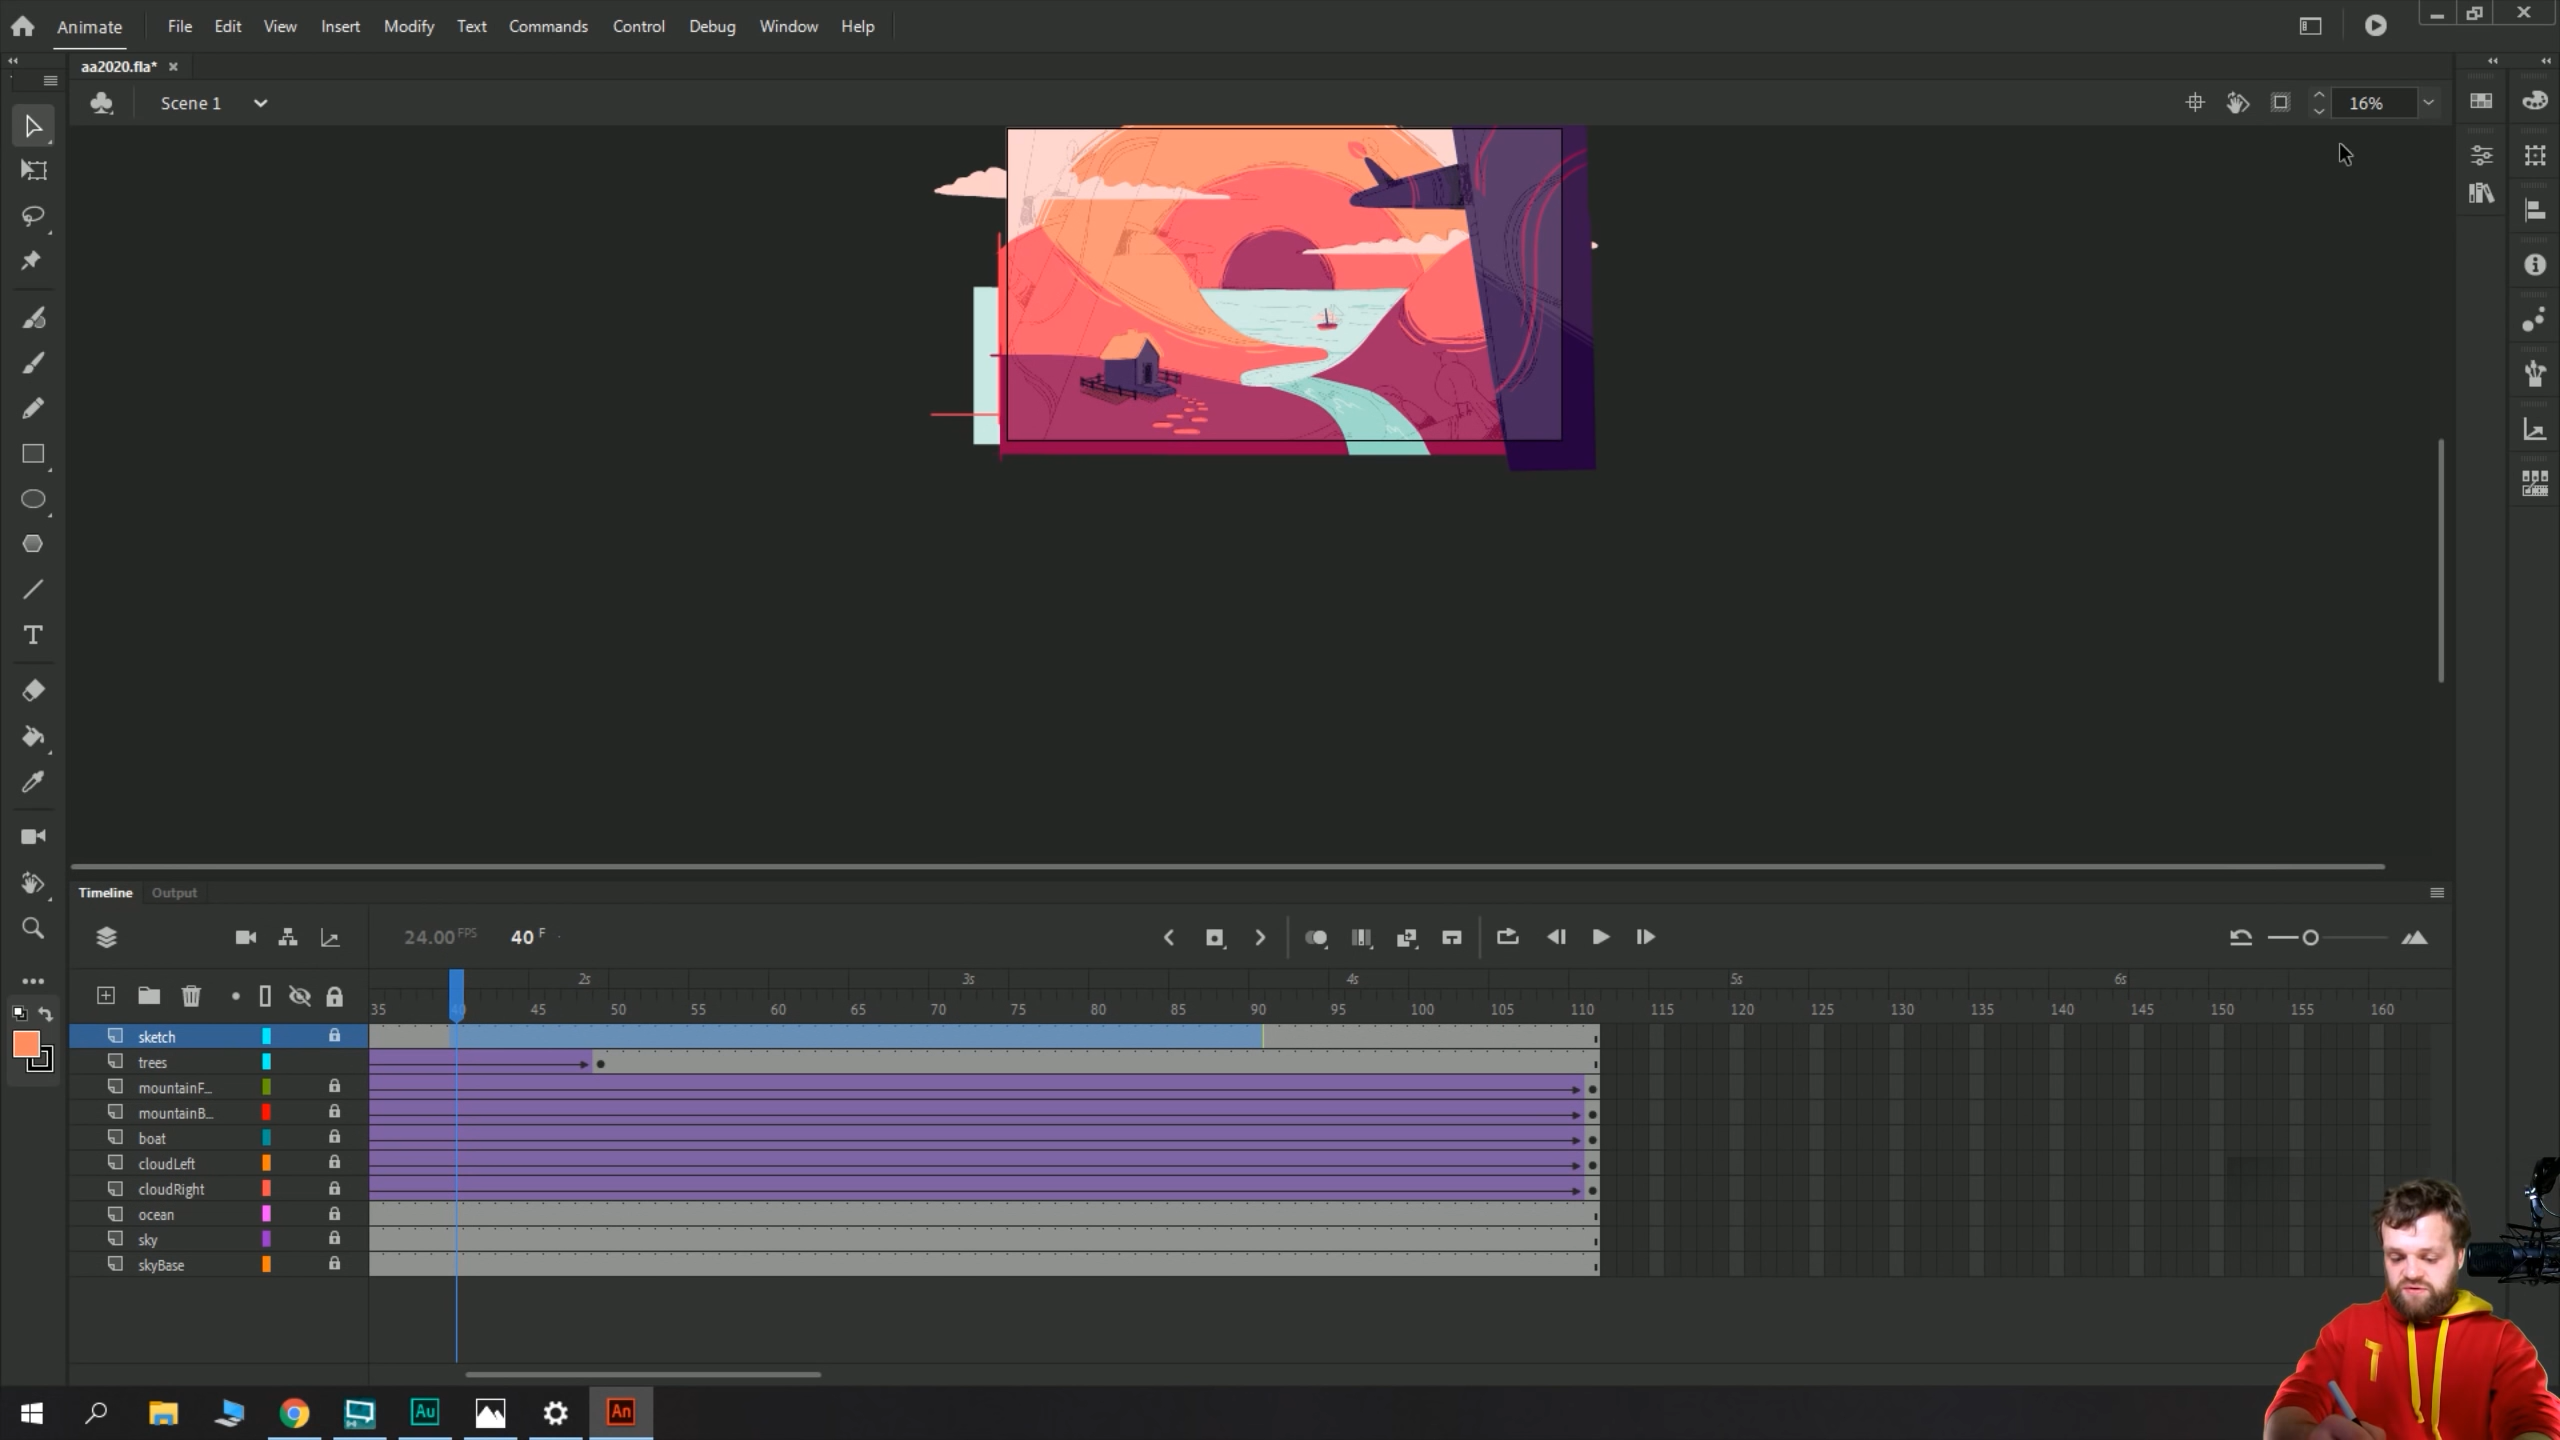 Animate File Edit View Insert Modify Text Commands Control Debug Window Help
aa2020.fla*
Scene 1
16%
T
Timeline Output
24.00 FPS 40 F
2s 3s 4s 5s 6s
35 40 45 50 55 60 65 70 75 80 85 90 95 100 105 110 115 120 125 130 135 140 145 150 155 160
sketch
trees
mountainF...
mountainB...
boat
cloudLeft
cloudRight
ocean
sky
skyBase
Au An